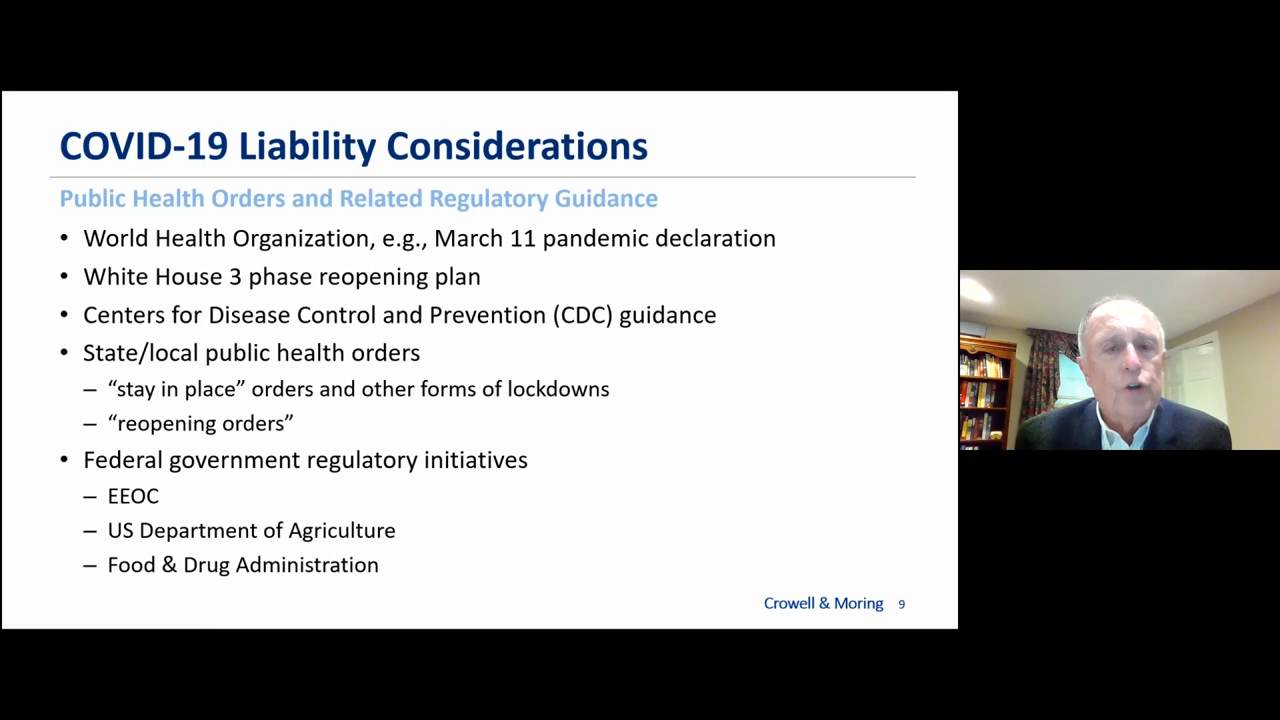 COVID-19 Liability Considerations
Public Health Orders and Related Regulatory Guidance
• World Health Organization, e.g., March 11 pandemic declaration
• White House 3 phase reopening plan
• Centers for Disease Control and Prevention (CDC) guidance
• State/local public health orders
– “stay in place” orders and other forms of lockdowns
– “reopening orders”
• Federal government regulatory initiatives
– EEOC
– US Department of Agriculture
– Food & Drug Administration
Crowell & Moring 9